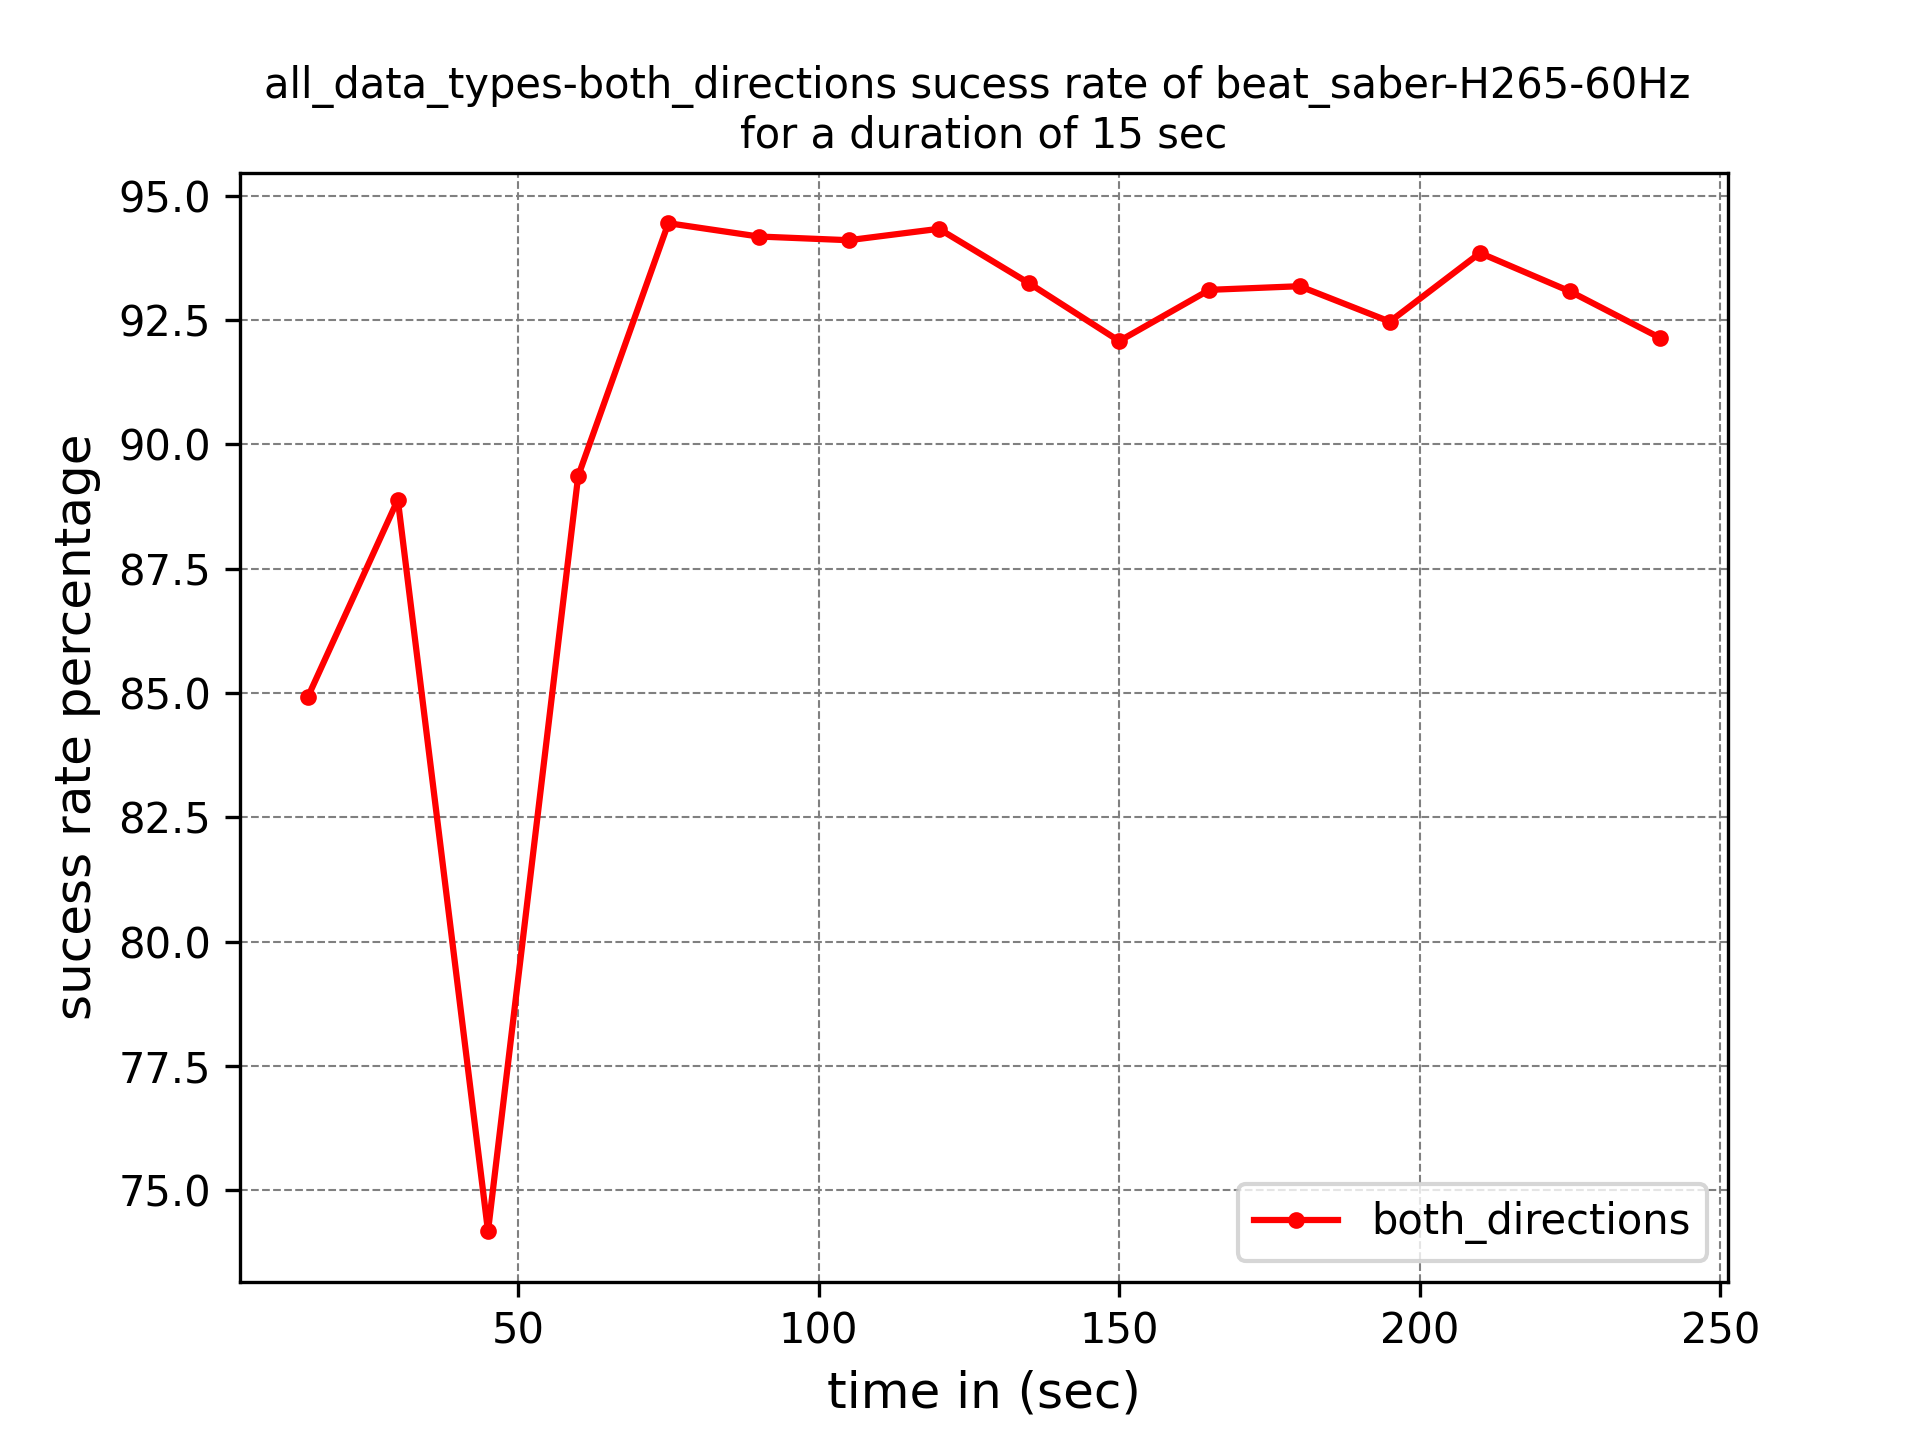 all_data_types-both_directions sucess rate of beat_saber-H265-60Hz
for a duration of 15 sec
95.0
92.5
90.0
87.5
85.0
82.5
80.0
77.5
75.0
sucess rate percentage
both_directions
50 100 150 200 250
time in (sec)